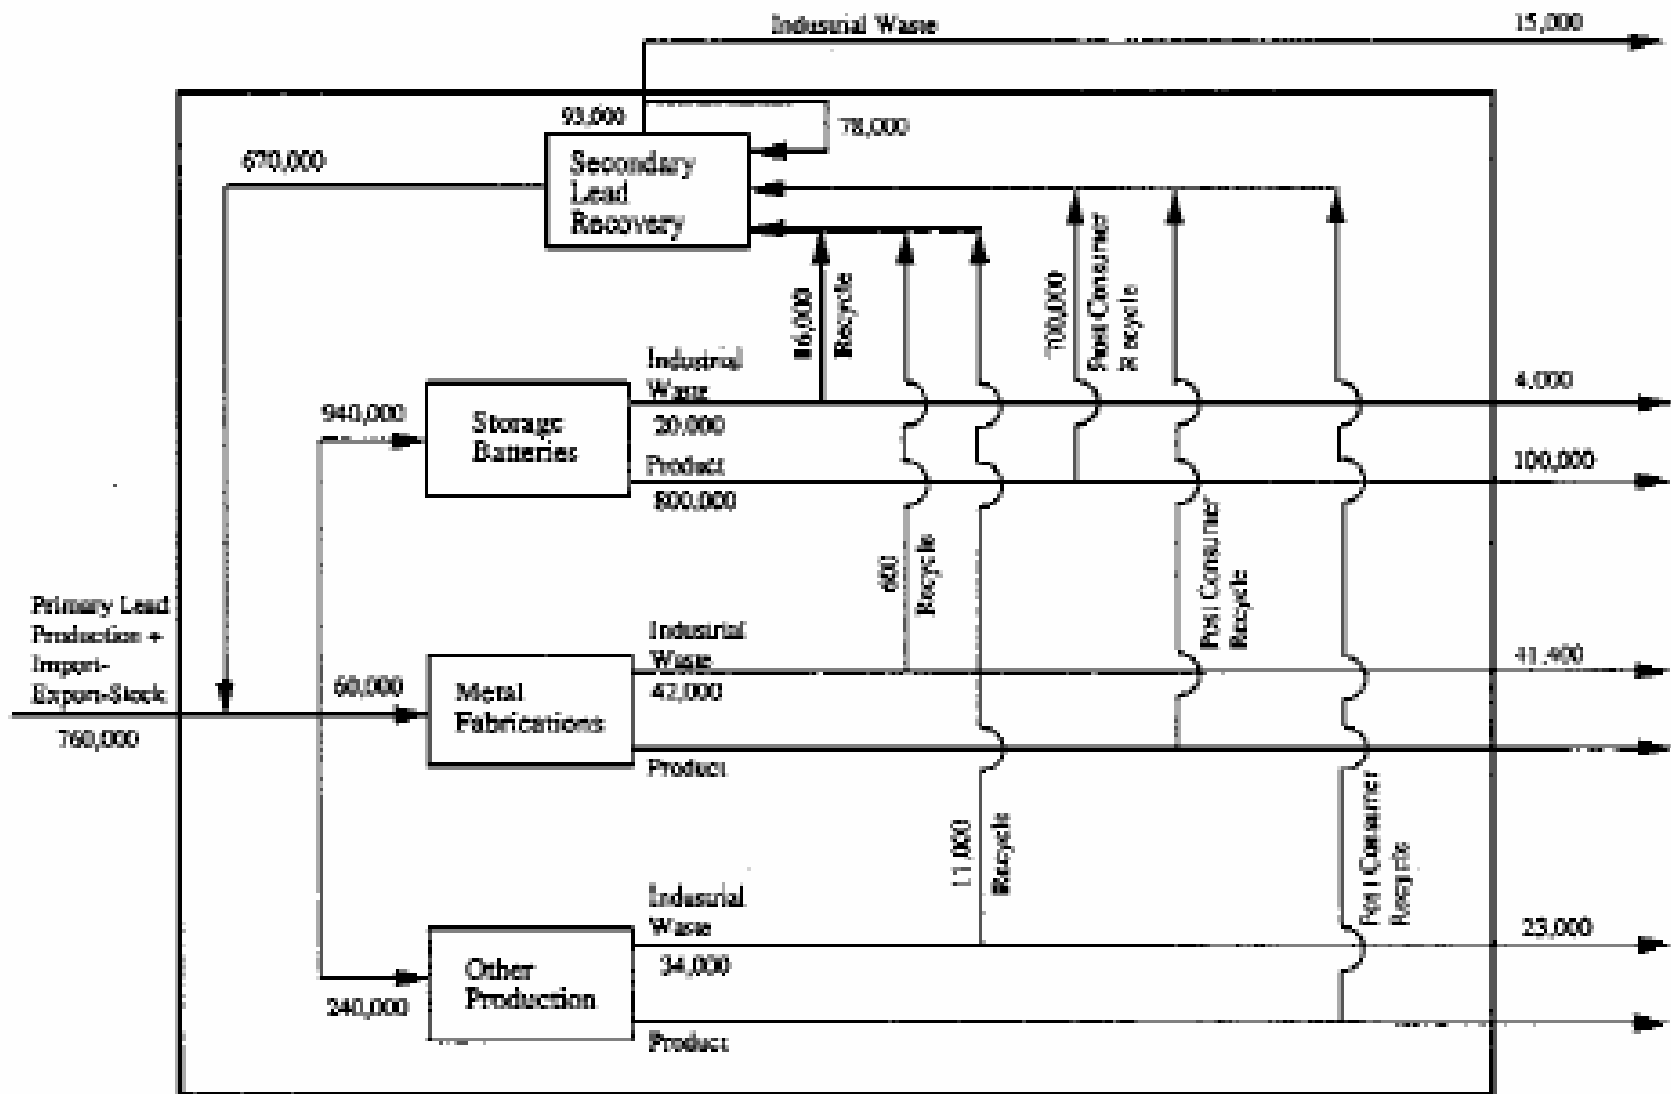 Industrial Waste
15,000
93,000
78,000
670,000
Secondary
Lead
Recovery
86,000
Recycle
700,000
Post Consumer
Recycle
Industrial
Waste
4,000
940,000
Storage
Batteries
20,000
Product
100,000
800,000
600
Recycle
Post Consumer
Recycle
Primary Lead
Production +
Import-
Export-Stock
760,000
Industrial
Waste
41,400
60,000
Metal
Fabrications
42,000
Product
11,000
Recycle
Post Consumer
Recycle
Industrial
Waste
23,000
Other
Production
34,000
240,000
Product